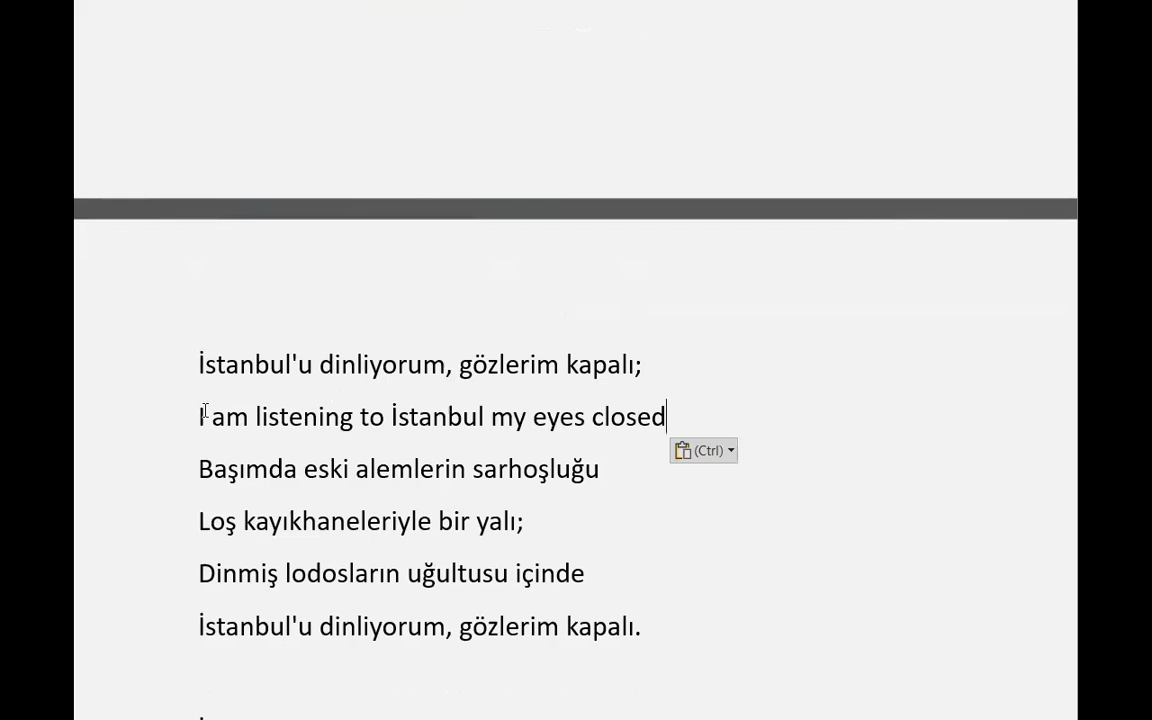 İstanbul'u dinliyorum, gözlerim kapalı;
I am listening to İstanbul my eyes closed
(Ctrl)
Başımda eski alemlerin sarhoşluğu
Loş kayıkhaneleriyle bir yalı;
Dinmiş lodosların uğultusu içinde
İstanbul'u dinliyorum, gözlerim kapalı.